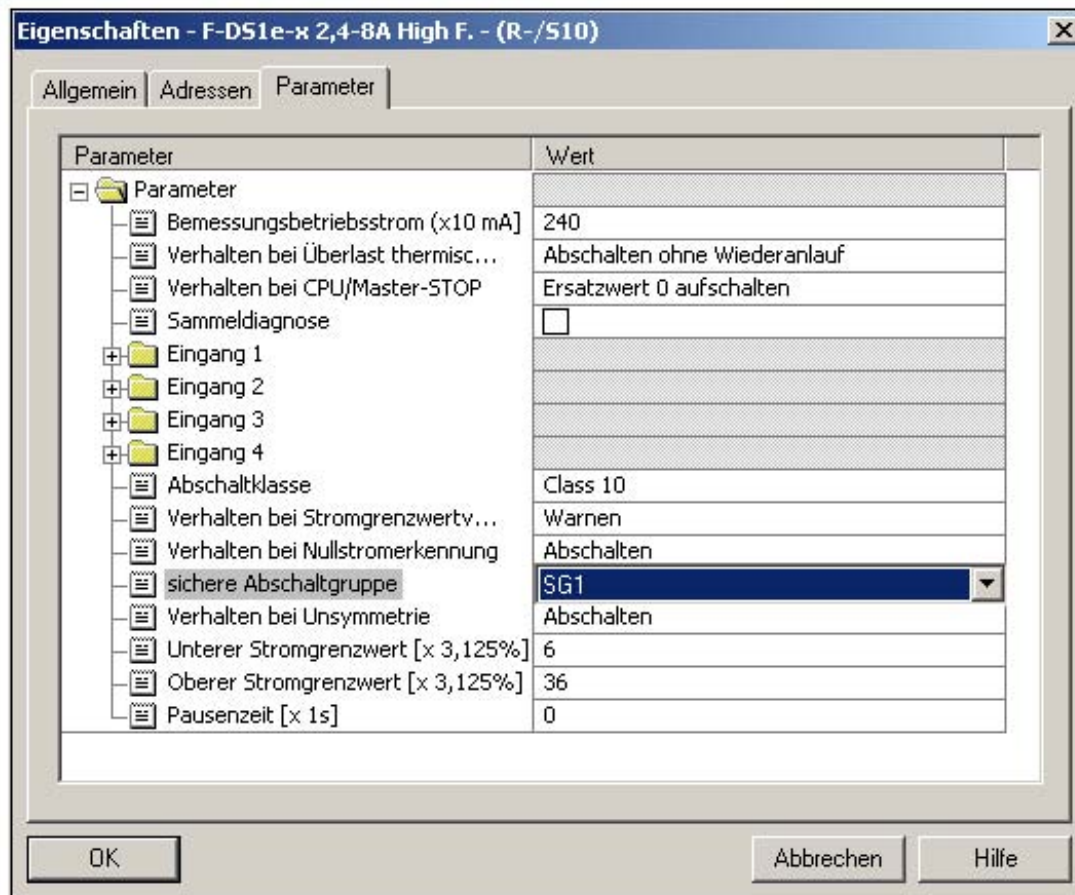 Eigenschaften - F-DS1e-x 2,4-8A High F. - (R-/S10)
Allgemein Adressen Parameter
Parameter Wert
Parameter
Bemessungsbetriebsstrom (x10 mA] 240
Verhalten bei Überlast thermisc... Abschalten ohne Wiederanlauf
Verhalten bei CPU/Master-STOP Ersatzwert 0 aufschalten
Sammeldiagnose
Eingang 1
Eingang 2
Eingang 3
Eingang 4
Abschaltklasse Class 10
Verhalten bei Stromgrenzwertv... Warnen
Verhalten bei Nullstromerkennung Abschalten
sichere Abschaltgruppe SG1
Verhalten bei Unsymmetrie Abschalten
Unterer Stromgrenzwert [x 3,125%] 6
Oberer Stromgrenzwert [x 3,125%] 36
Pausenzeit [x 1s] 0
OK Abbrechen Hilfe